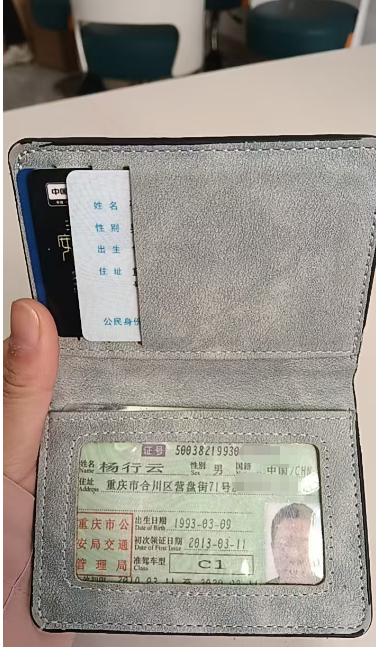 中国
姓 名
性 别
出 生
住 址
公民身份
证号 50038219930
姓名 杨行云 性别 男 国籍 中国/CHN
Name Sex
住址 重庆市合川区营盘街71号
Address
重庆市公
安局交通
管理局
出生日期 1993-03-09
Date of Birth
初次领证日期 2013-03-11
Date of First Issue
准驾车型 C1
Class